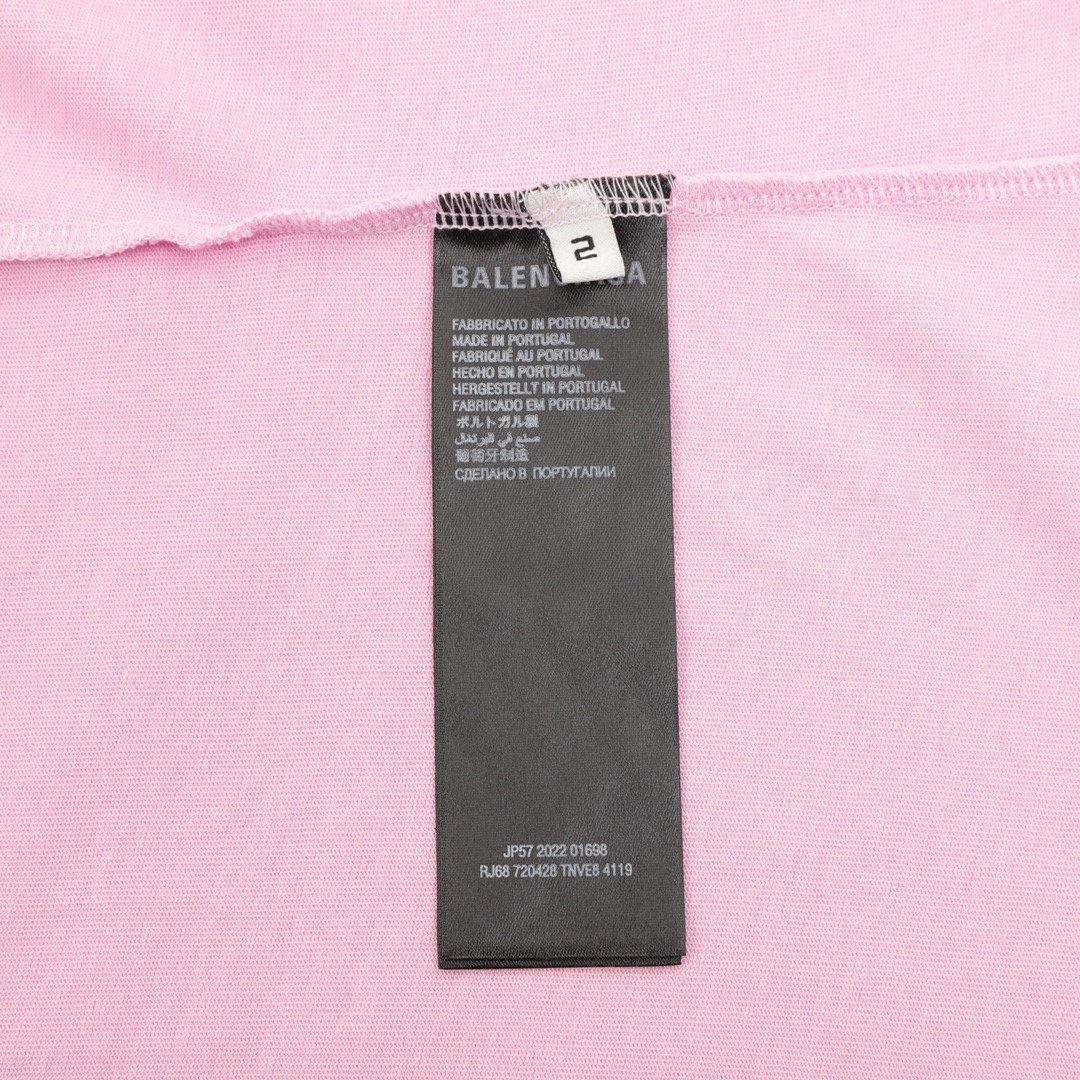 2
FABBRICATO IN PORTOGALLO
MADE IN PORTUGAL
FABRIQUÉ AU PORTUGAL
HECHO EN PORTUGAL
HERGESTELLT IN PORTUGAL
FABRICADO EM PORTUGAL
ポルトガル製
صنع في البرتغال
葡萄牙制造
СДЕЛАНО В ПОРТУГАЛИИ
JP57 2022 01698
RJ68 720428 TNVE8 4119